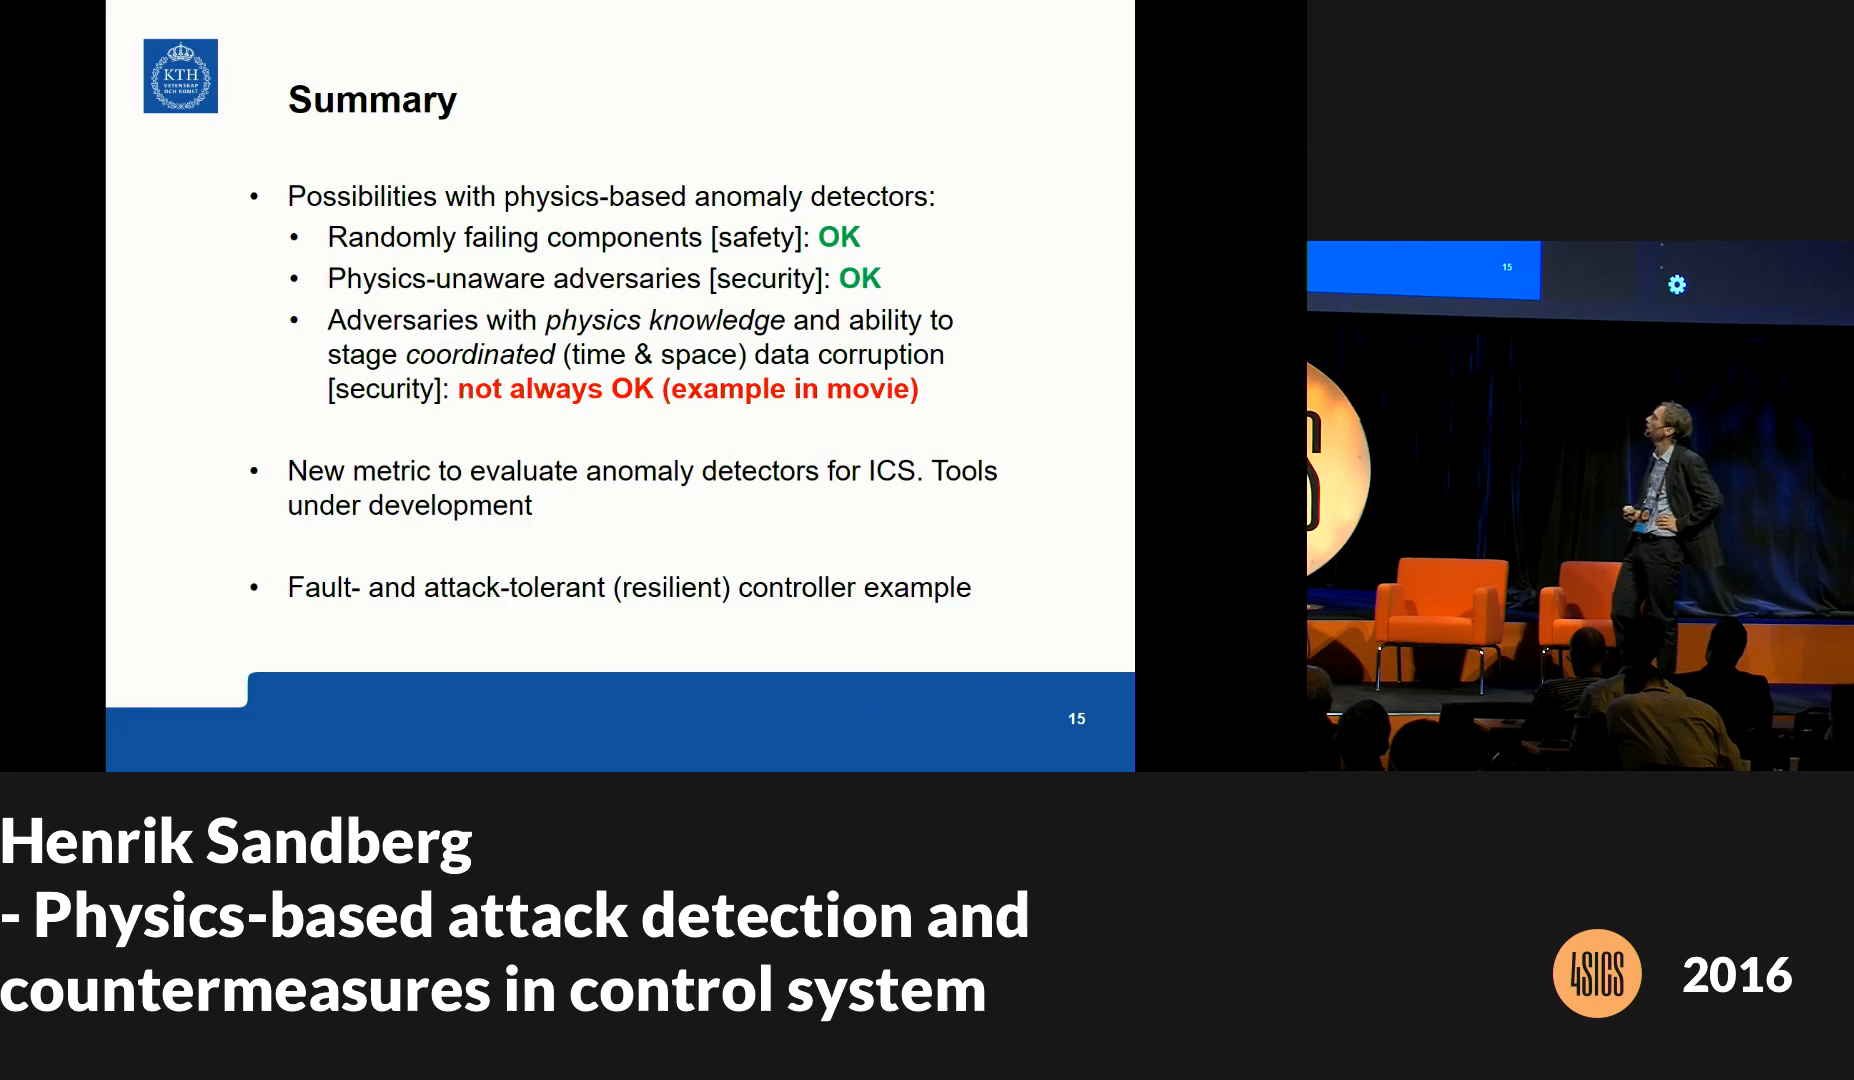 KTH
VETENSKAP
OCH KONST
Summary
• Possibilities with physics-based anomaly detectors:
• Randomly failing components [safety]: OK
• Physics-unaware adversaries [security]: OK
• Adversaries with physics knowledge and ability to
stage coordinated (time & space) data corruption
[security]: not always OK (example in movie)
• New metric to evaluate anomaly detectors for ICS. Tools
under development
• Fault- and attack-tolerant (resilient) controller example
15
15
Henrik Sandberg
- Physics-based attack detection and
countermeasures in control system
4SICS
2016